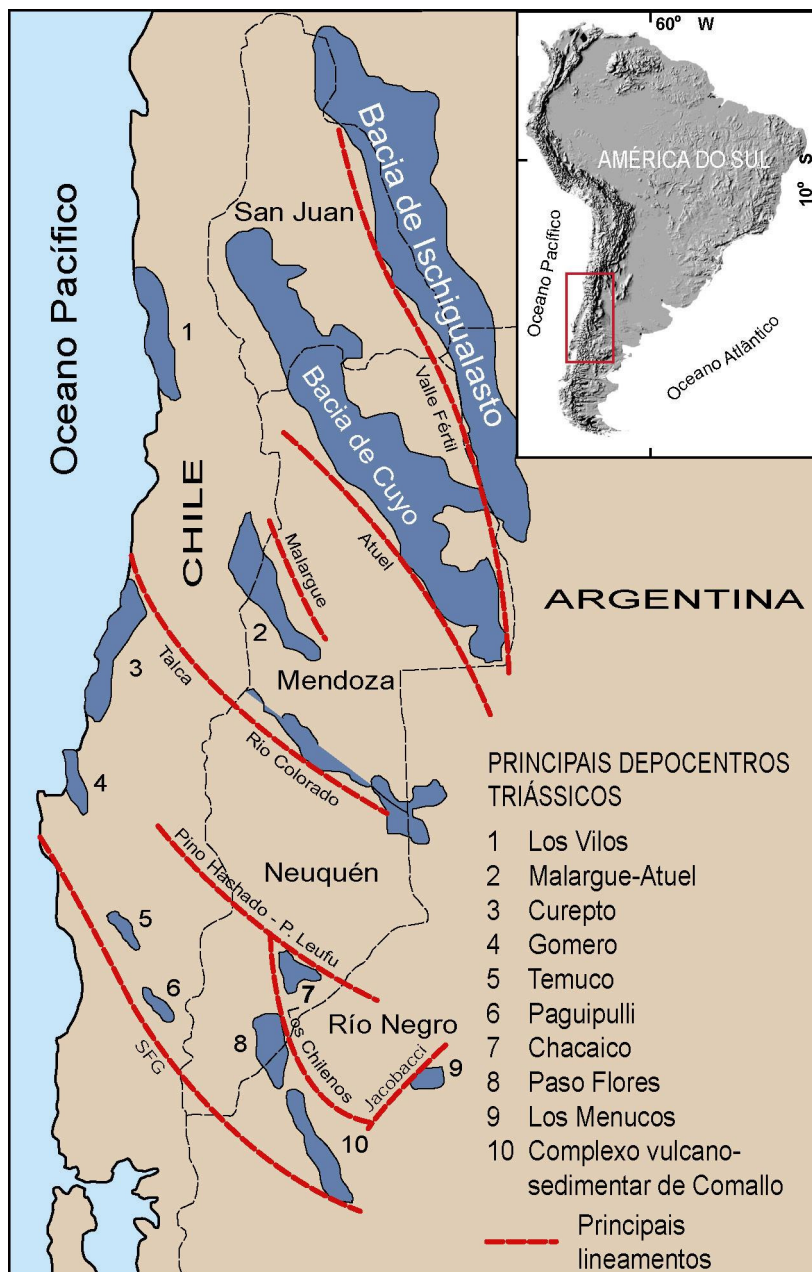 60º W
AMÉRICA DO SUL
10º S
Oceano Pacífico
Oceano Atlântico
Oceano Pacífico
CHILE
ARGENTINA
San Juan
Bacia de Ischigualasto
Bacia de Cuyo
Valle Fértil
Atuel
Malargue
1
2
3
Talca
Mendoza
Rio Colorado
4
Pino Hachado - P. Leufu
Neuquén
5
6
7
Río Negro
8
Los Chilenos
Jacobacci
9
SFG
10
PRINCIPAIS DEPOCENTROS
TRIÁSSICOS
1 Los Vilos
2 Malargue-Atuel
3 Curepto
4 Gomero
5 Temuco
6 Paguipulli
7 Chacaico
8 Paso Flores
9 Los Menucos
10 Complexo vulcano-
sedimentar de Comallo
Principais
lineamentos